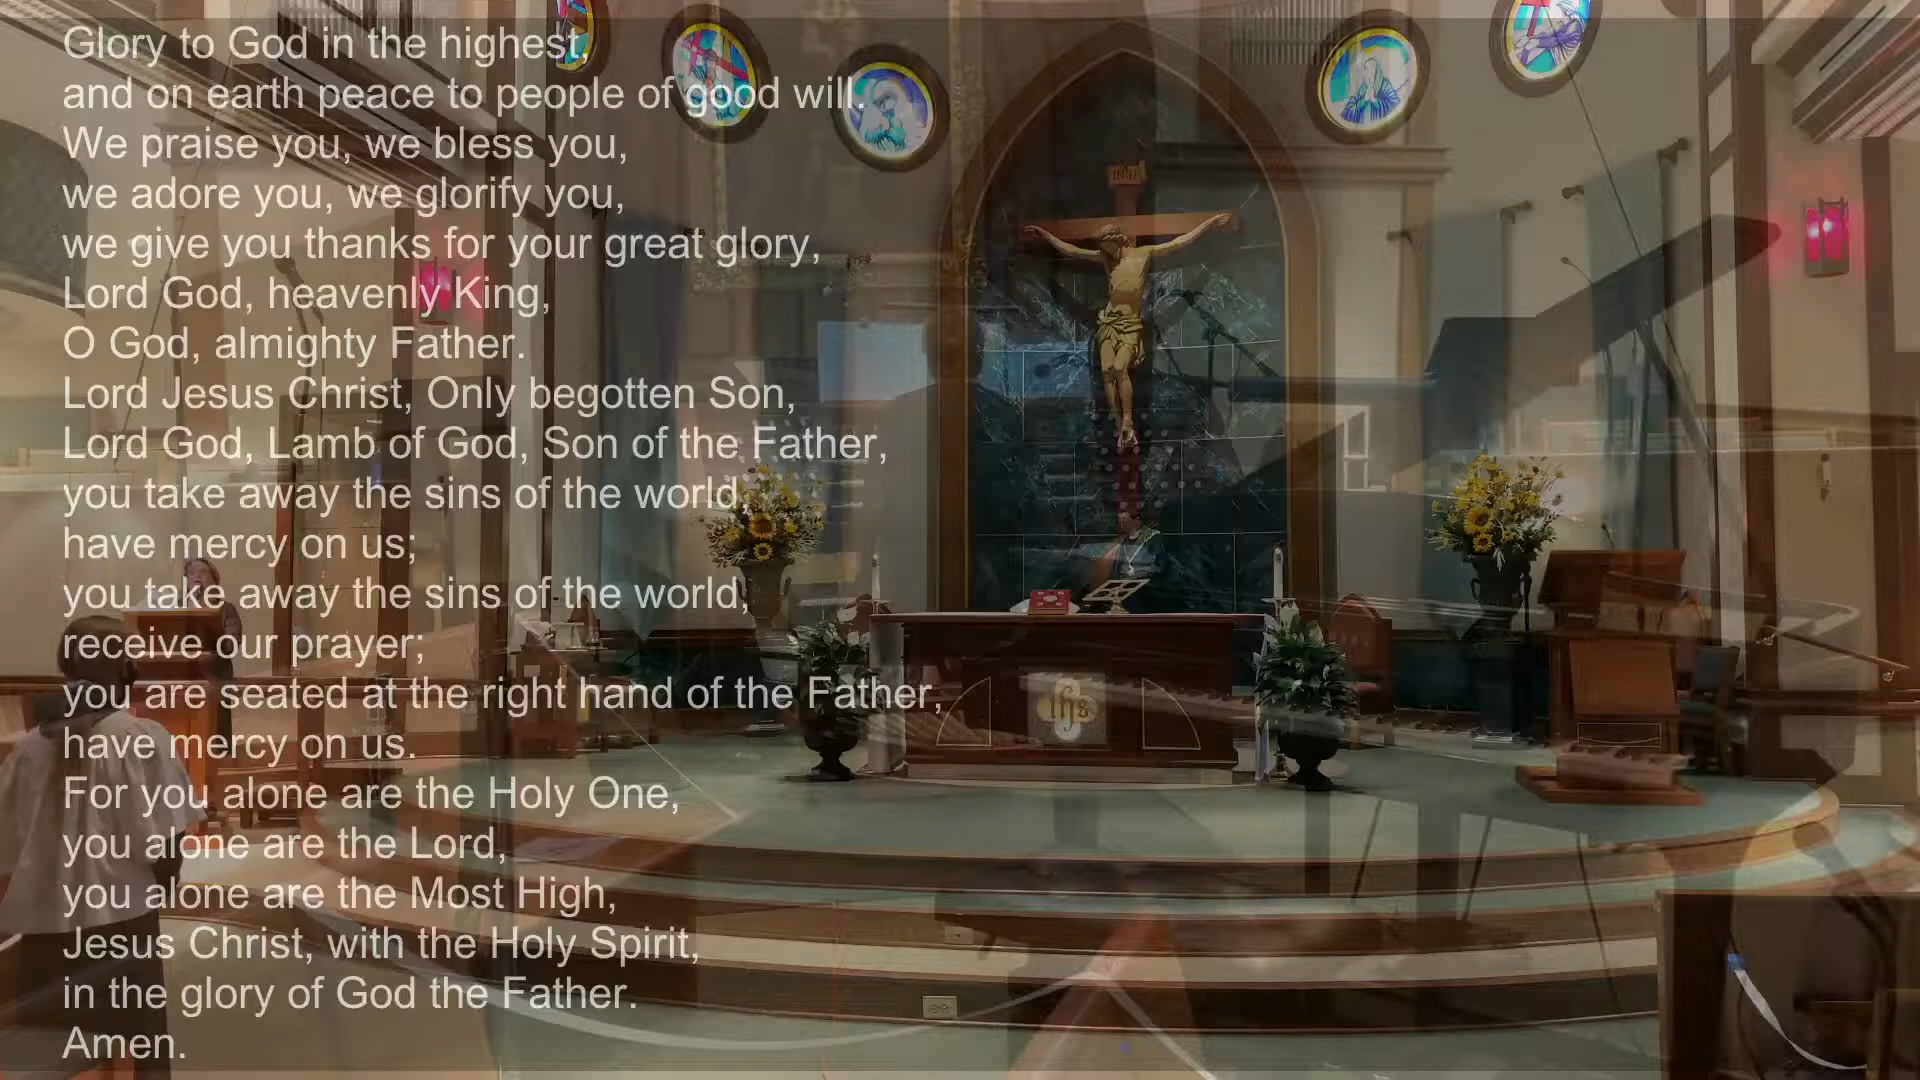 Glory to God in the highest,
and on earth peace to people of good will.
We praise you, we bless you,
we adore you, we glorify you,
we give you thanks for your great glory,
Lord God, heavenly King,
O God, almighty Father.
Lord Jesus Christ, Only begotten Son,
Lord God, Lamb of God, Son of the Father,
you take away the sins of the world,
have mercy on us;
you take away the sins of the world,
receive our prayer;
you are seated at the right hand of the Father,
have mercy on us.
For you alone are the Holy One,
you alone are the Lord,
you alone are the Most High,
Jesus Christ, with the Holy Spirit,
in the glory of God the Father.
Amen.
INRI
ihs